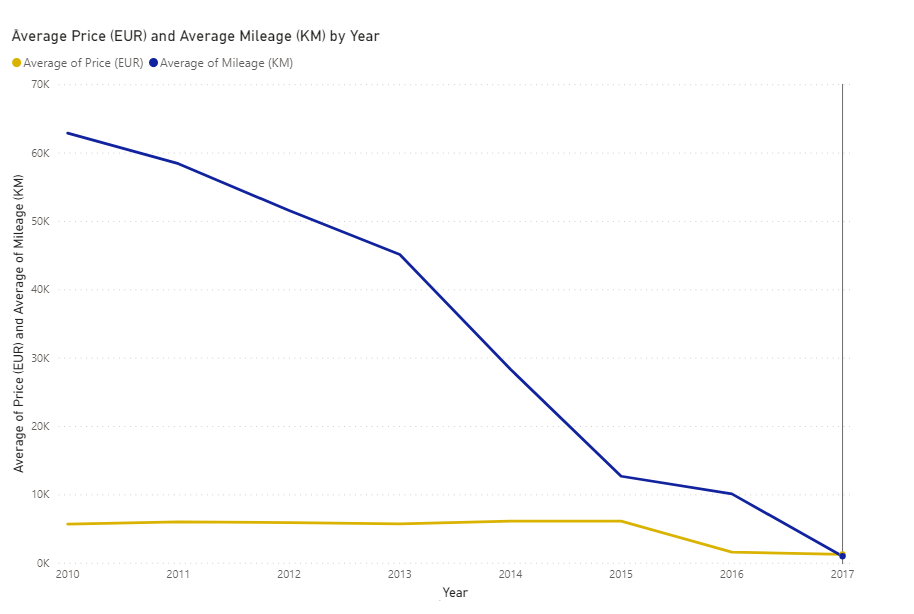 Average Price (EUR) and Average Mileage (KM) by Year
Average of Price (EUR) Average of Mileage (KM)
70K
60K
50K
40K
30K
20K
10K
0K
Average of Price (EUR) and Average of Mileage (KM)
2010 2011 2012 2013 2014 2015 2016 2017
Year